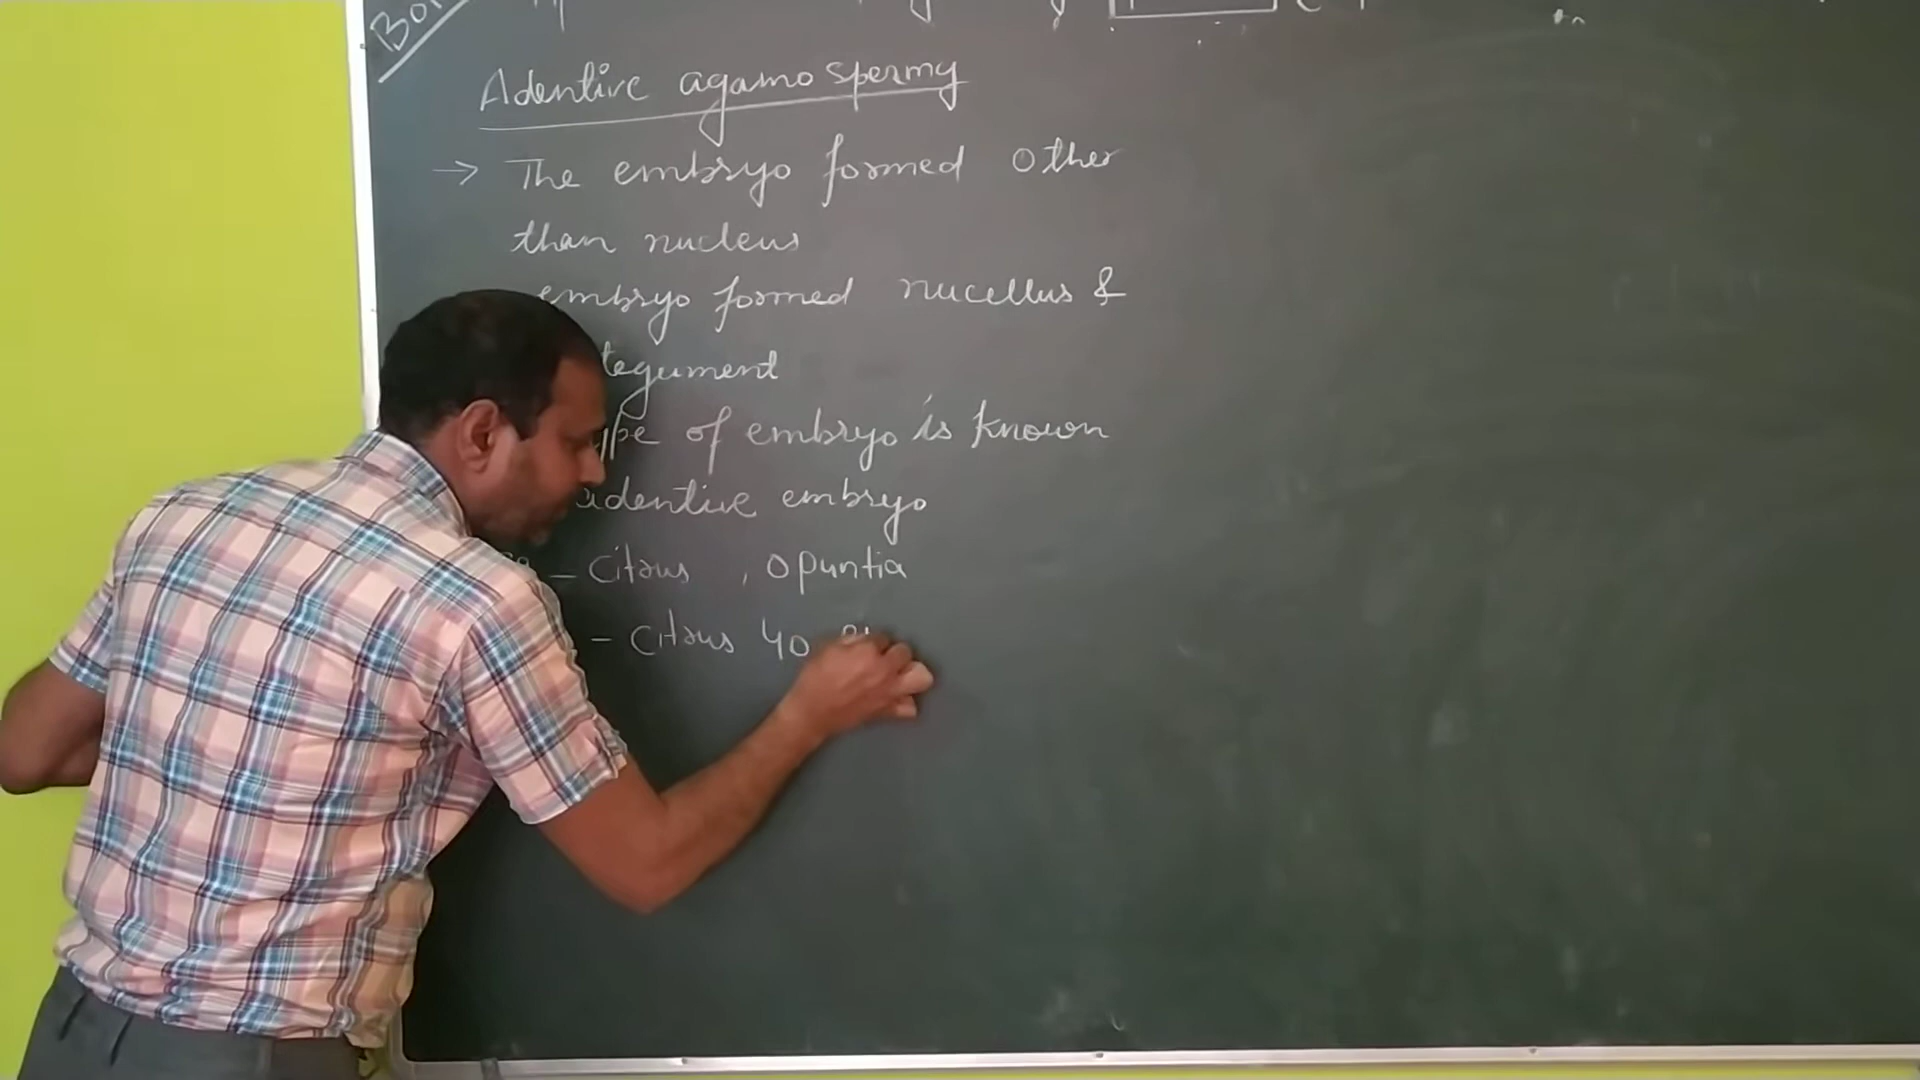 Adentive agamospermy
→ The embryo formed other
than nucleus
embryo formed nucellus &
tegument
ype of embryo is known
adentive embryo
– Citrus , opuntia
– Citrus 40